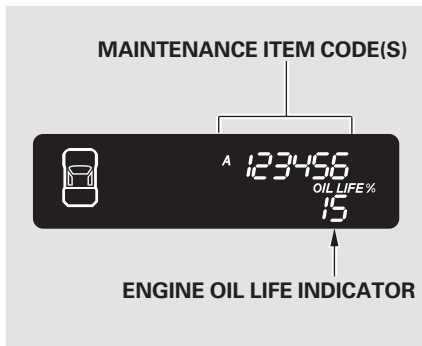 MAINTENANCE ITEM CODE(S)
A 123456
OIL LIFE %
15
ENGINE OIL LIFE INDICATOR